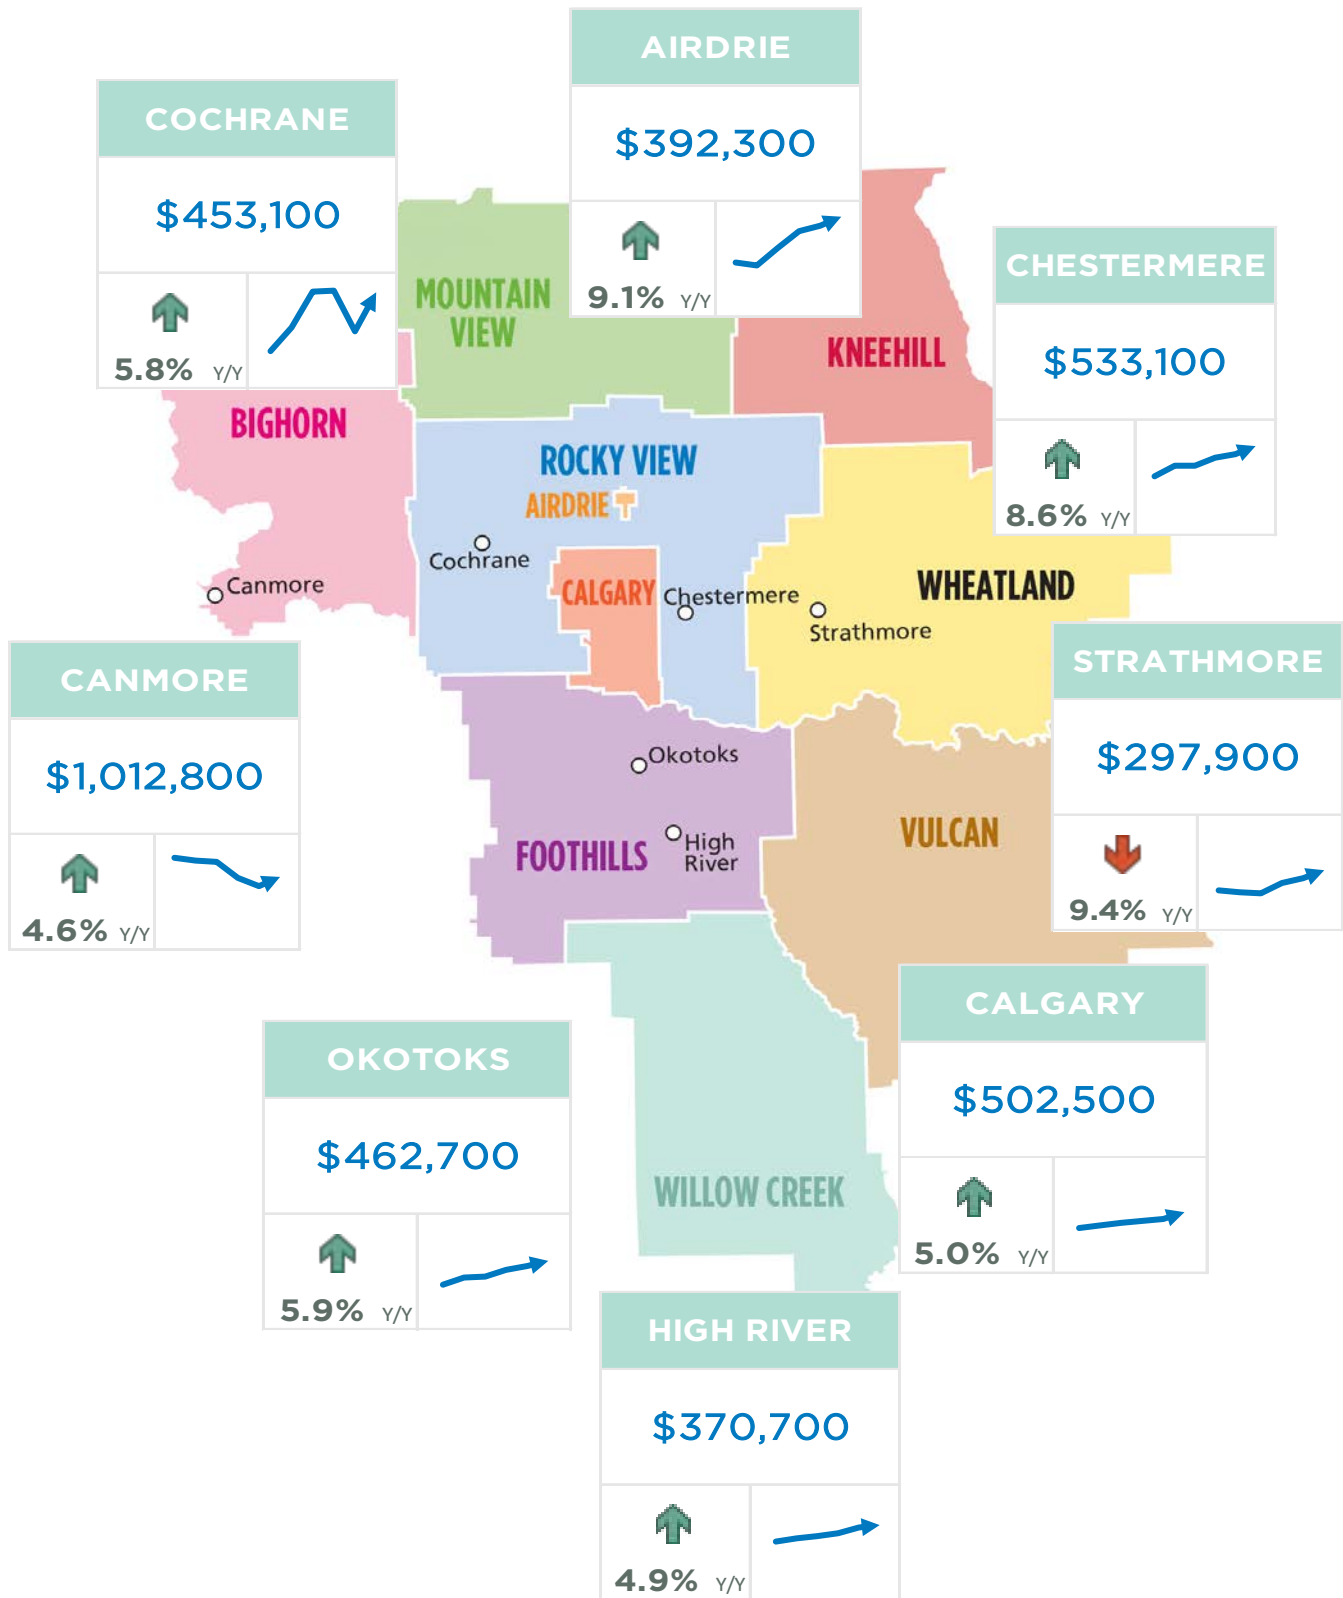 AIRDRIE
$392,300
9.1% Y/Y
COCHRANE
$453,100
5.8% Y/Y
CHESTERMERE
$533,100
8.6% Y/Y
MOUNTAIN
VIEW
KNEEHILL
BIGHORN
ROCKY VIEW
AIRDRIE
Cochrane
Canmore
CALGARY
Chestermere
WHEATLAND
Strathmore
CANMORE
$1,012,800
4.6% Y/Y
STRATHMORE
$297,900
9.4% Y/Y
Okotoks
High
River
FOOTHILLS
VULCAN
CALGARY
$502,500
5.0% Y/Y
OKOTOKS
$462,700
5.9% Y/Y
WILLOW CREEK
HIGH RIVER
$370,700
4.9% Y/Y